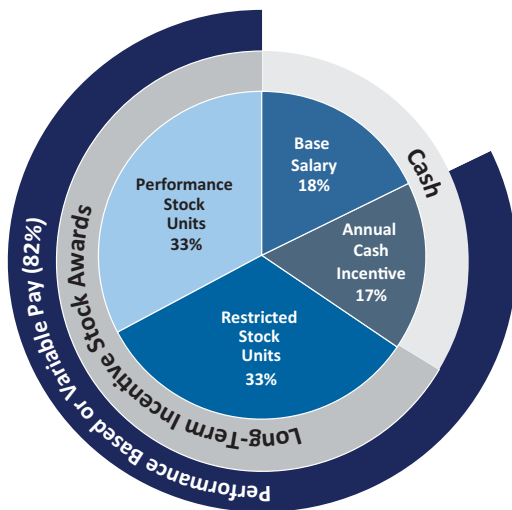 Base
Salary
18%
Cash
Annual
Cash
Incentive
17%
Performance
Stock
Units
33%
Restricted
Stock
Units
33%
Long-Term Incentive Stock Awards
Performance Based or Variable Pay (82%)